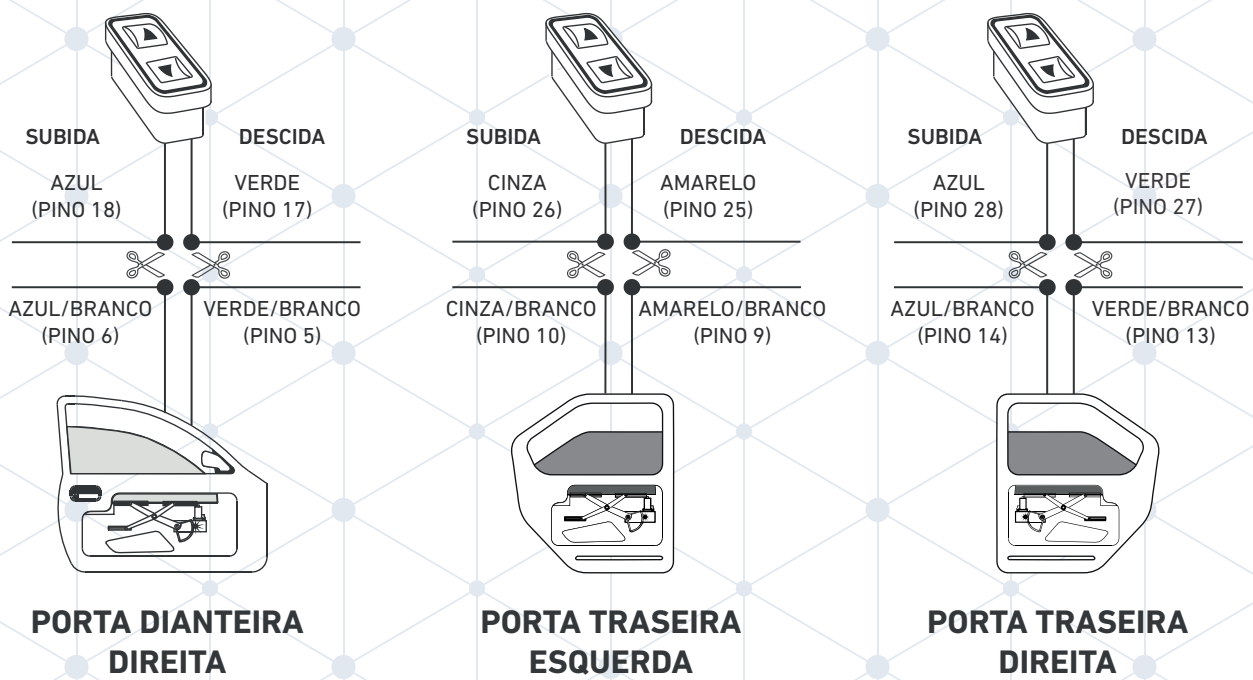 SUBIDA
DESCIDA
AZUL
(PINO 18)
VERDE
(PINO 17)
AZUL/BRANCO
(PINO 6)
VERDE/BRANCO
(PINO 5)
PORTA DIANTEIRA
DIREITA
SUBIDA
DESCIDA
CINZA
(PINO 26)
AMARELO
(PINO 25)
CINZA/BRANCO
(PINO 10)
AMARELO/BRANCO
(PINO 9)
PORTA TRASEIRA
ESQUERDA
SUBIDA
DESCIDA
AZUL
(PINO 28)
VERDE
(PINO 27)
AZUL/BRANCO
(PINO 14)
VERDE/BRANCO
(PINO 13)
PORTA TRASEIRA
DIREITA